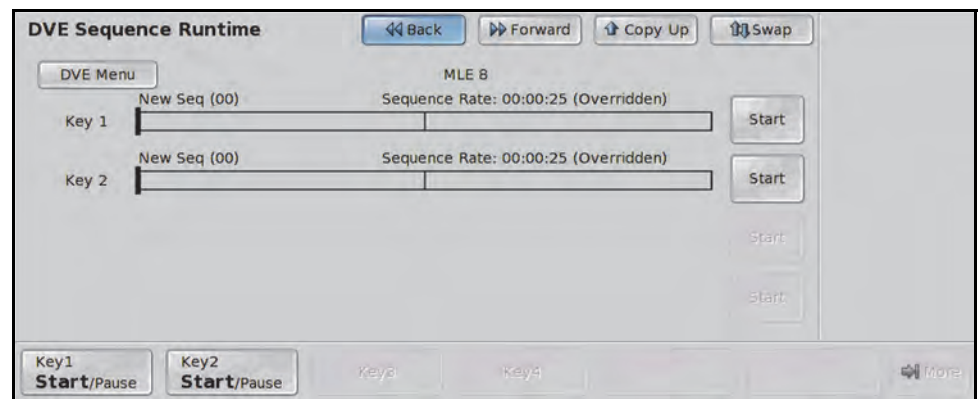 DVE Sequence Runtime
Back
Forward
Copy Up
Swap
DVE Menu
MLE 8
New Seq (00)
Sequence Rate: 00:00:25 (Overridden)
Key 1
Start
New Seq (00)
Sequence Rate: 00:00:25 (Overridden)
Key 2
Start
Start
Start
Key1
Start/Pause
Key2
Start/Pause
Key3
Key4
More